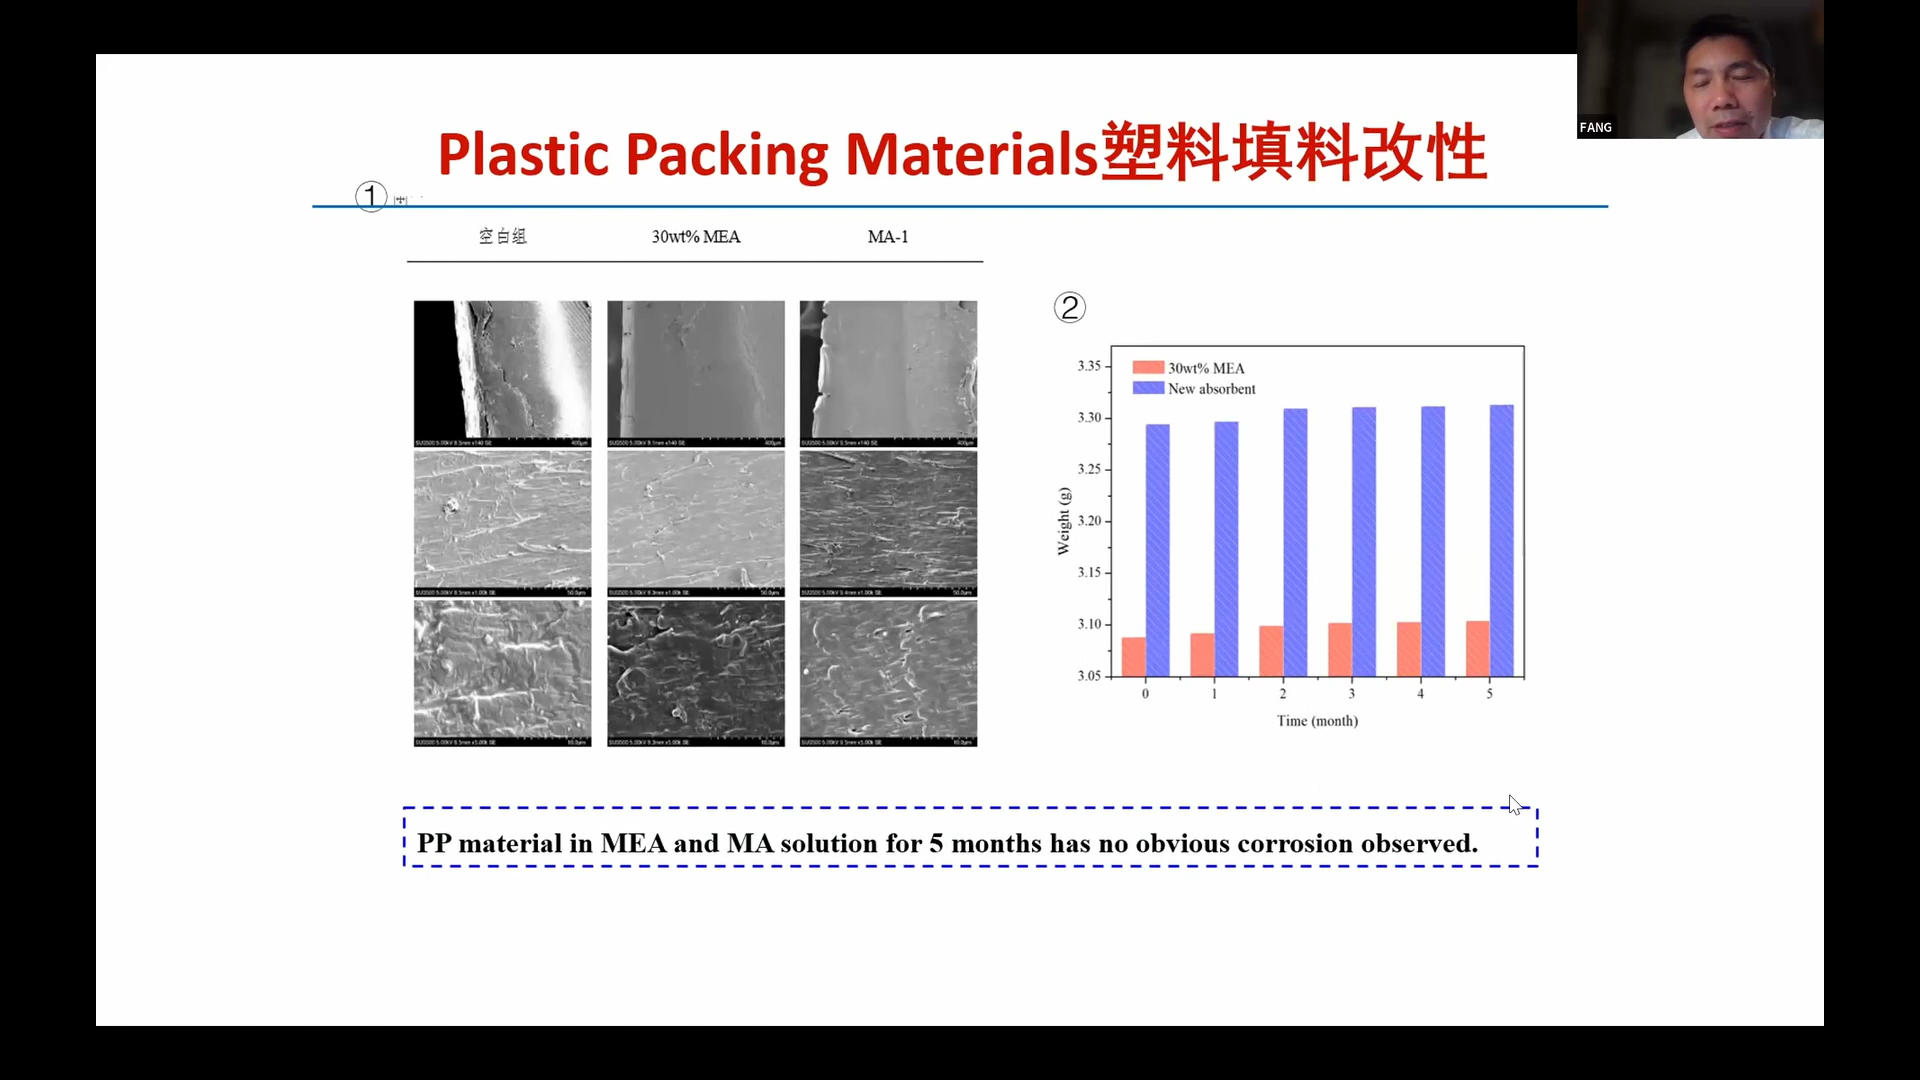 FANG
Plastic Packing Materials塑料填料改性
①
空白组
30wt% MEA
MA-1
②
30wt% MEA
New absorbent
3.35
3.30
3.25
3.20
3.15
3.10
3.05
Weight (g)
0 1 2 3 4 5
Time (month)
PP material in MEA and MA solution for 5 months has no obvious corrosion observed.